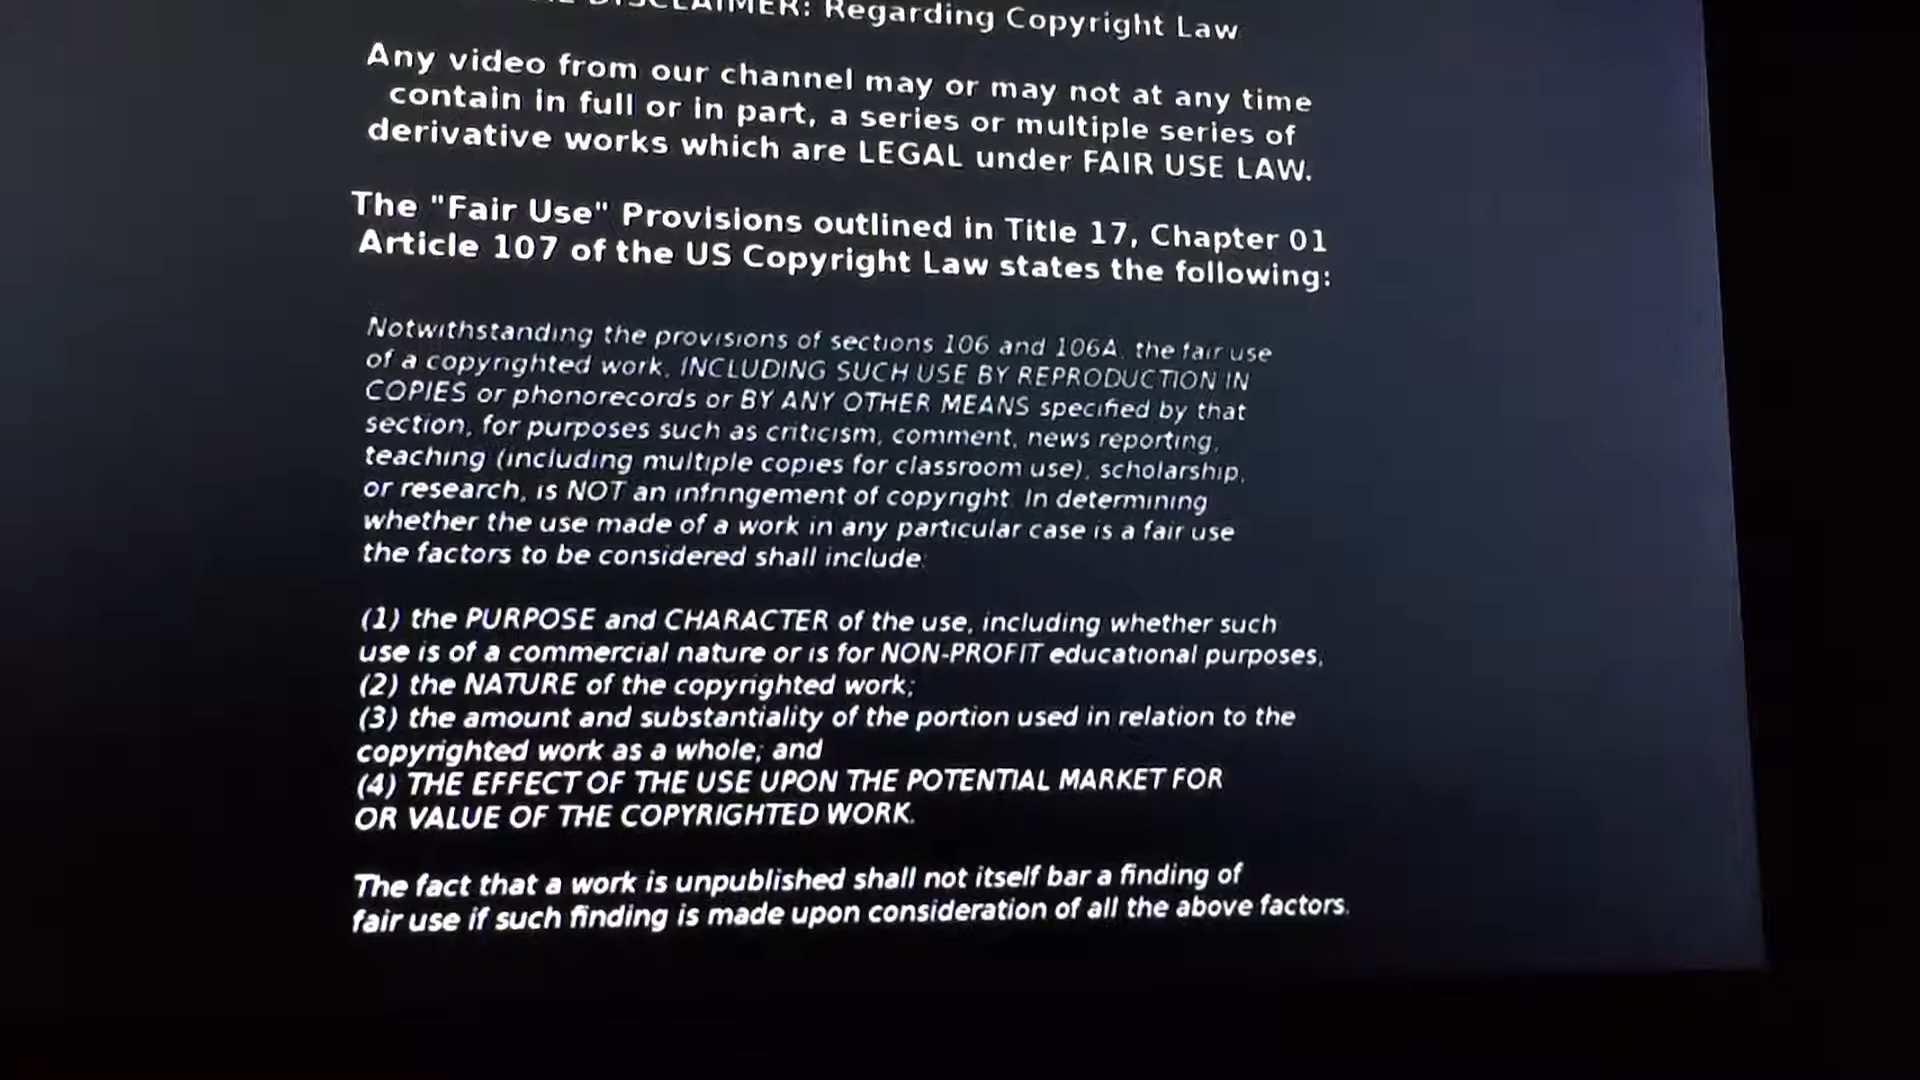 DISCLAIMER: Regarding Copyright Law
Any video from our channel may or may not at any time
contain in full or in part, a series or multiple series of
derivative works which are LEGAL under FAIR USE LAW.
The "Fair Use" Provisions outlined in Title 17, Chapter 01
Article 107 of the US Copyright Law states the following:
Notwithstanding the provisions of sections 106 and 106A, the fair use
of a copyrighted work, INCLUDING SUCH USE BY REPRODUCTION IN
COPIES or phonorecords or BY ANY OTHER MEANS specified by that
section, for purposes such as criticism, comment, news reporting,
teaching (including multiple copies for classroom use), scholarship,
or research, is NOT an infringement of copyright. In determining
whether the use made of a work in any particular case is a fair use
the factors to be considered shall include:
(1) the PURPOSE and CHARACTER of the use, including whether such
use is of a commercial nature or is for NON-PROFIT educational purposes,
(2) the NATURE of the copyrighted work;
(3) the amount and substantiality of the portion used in relation to the
copyrighted work as a whole; and
(4) THE EFFECT OF THE USE UPON THE POTENTIAL MARKET FOR
OR VALUE OF THE COPYRIGHTED WORK.
The fact that a work is unpublished shall not itself bar a finding of
fair use if such finding is made upon consideration of all the above factors.